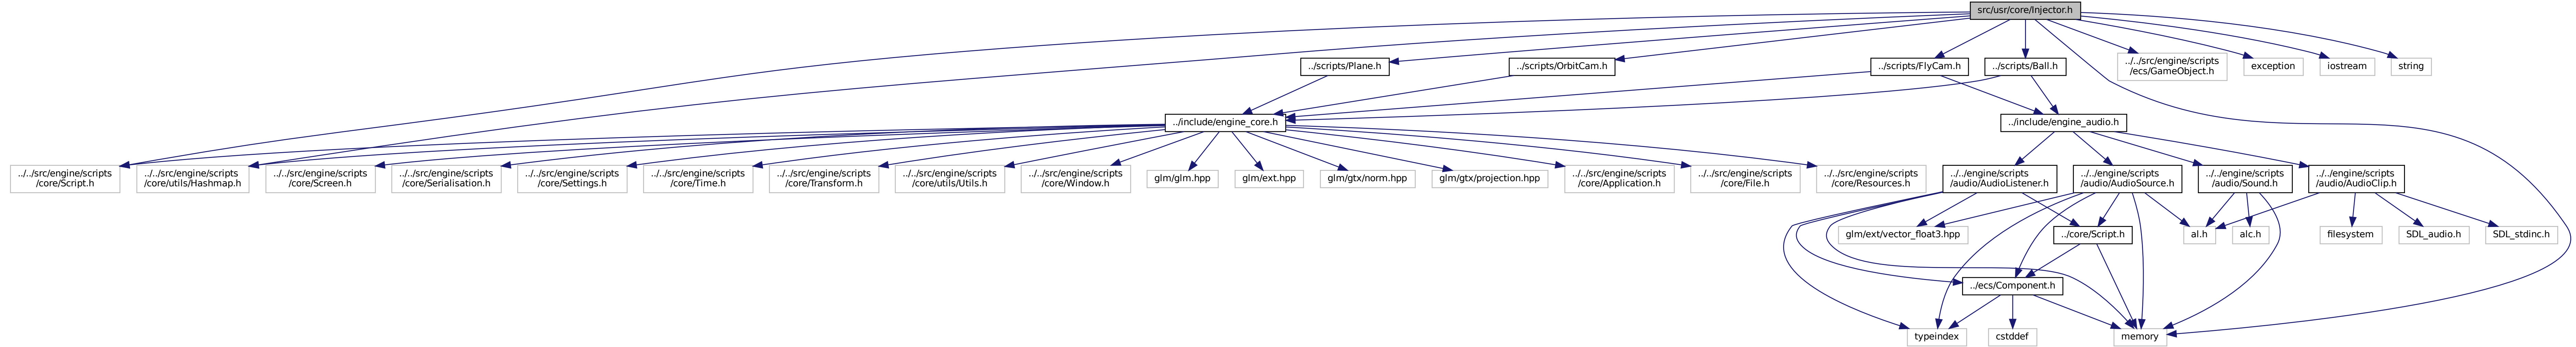 src/usr/core/Injector.h
../scripts/Plane.h
../scripts/OrbitCam.h
../scripts/FlyCam.h
../scripts/Ball.h
../../src/engine/scripts
/ecs/GameObject.h
exception
iostream
string
../include/engine_core.h
../include/engine_audio.h
../../src/engine/scripts
/core/Script.h
../../src/engine/scripts
/core/utils/Hashmap.h
../../src/engine/scripts
/core/Screen.h
../../src/engine/scripts
/core/Serialisation.h
../../src/engine/scripts
/core/Settings.h
../../src/engine/scripts
/core/Time.h
../../src/engine/scripts
/core/Transform.h
../../src/engine/scripts
/core/utils/Utils.h
../../src/engine/scripts
/core/Window.h
glm/glm.hpp
glm/ext.hpp
glm/gtx/norm.hpp
glm/gtx/projection.hpp
../../src/engine/scripts
/core/Application.h
../../src/engine/scripts
/core/File.h
../../src/engine/scripts
/core/Resources.h
../../engine/scripts
/audio/AudioListener.h
../../engine/scripts
/audio/AudioSource.h
../../engine/scripts
/audio/Sound.h
../../engine/scripts
/audio/AudioClip.h
glm/ext/vector_float3.hpp
../core/Script.h
al.h
alc.h
filesystem
SDL_audio.h
SDL_stdinc.h
../ecs/Component.h
typeindex
cstddef
memory